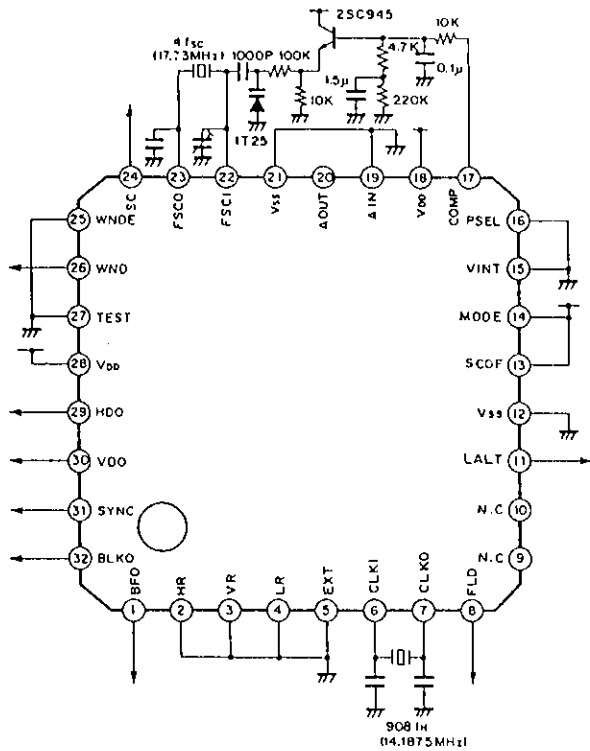 2SC945
10K
4fsc
(17.73MHz)
1000P
100K
4.7K
0.1μ
1.5μ
10K
220K
1T25
24
23
22
21
20
19
18
17
SC
FSCO
FSCI
Vss
AOUT
AIN
VDD
COMP
25
WNDE
PSEL
16
26
WND
VINT
15
27
TEST
MODE
14
28
VDD
SCOF
13
29
HDO
Vss
12
30
VDO
LALT
11
31
SYNC
N.C
10
32
BLKO
N.C
9
BFO
HR
VR
LR
EXT
CLKI
CLKO
FLD
1
2
3
4
5
6
7
8
908fH
(14.1875MHz)